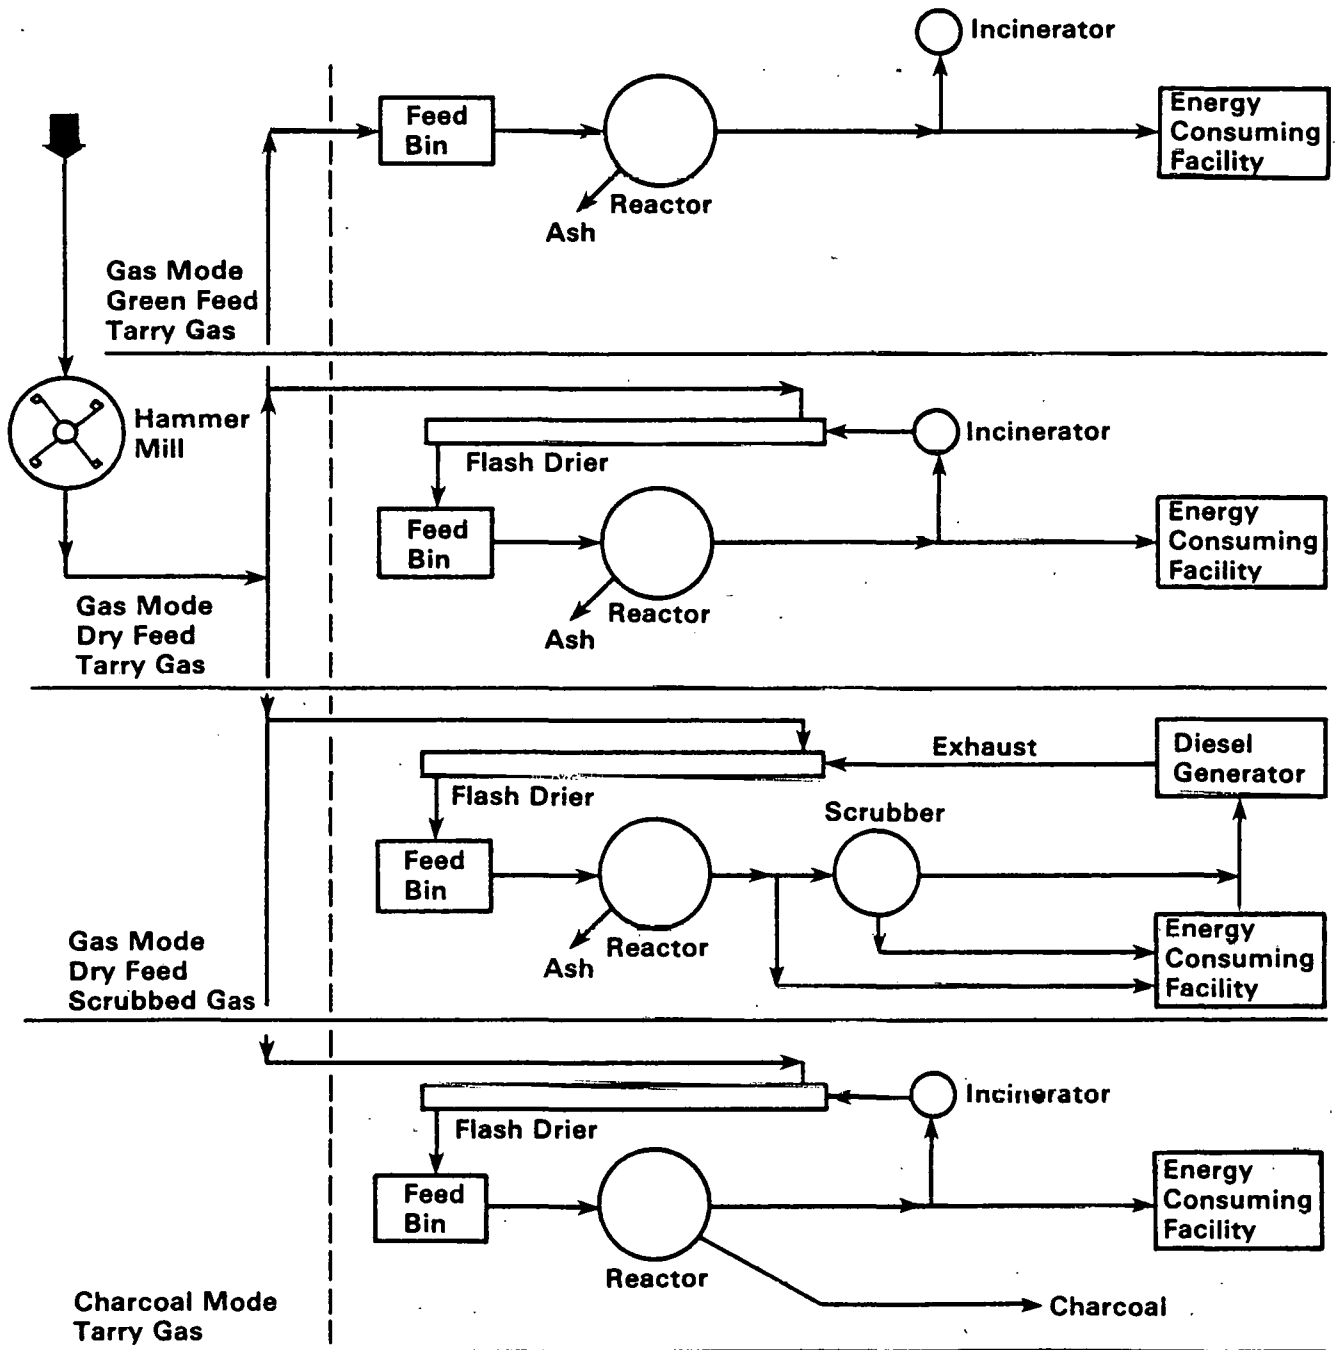 Incinerator
Feed
Bin
Energy
Consuming
Facility
Reactor
Ash
Gas Mode
Green Feed
Tarry Gas
Hammer
Mill
Incinerator
Flash Drier
Feed
Bin
Energy
Consuming
Facility
Reactor
Ash
Gas Mode
Dry Feed
Tarry Gas
Exhaust
Diesel
Generator
Flash Drier
Scrubber
Feed
Bin
Reactor
Ash
Energy
Consuming
Facility
Gas Mode
Dry Feed
Scrubbed Gas
Incinerator
Flash Drier
Feed
Bin
Energy
Consuming
Facility
Reactor
Charcoal
Charcoal Mode
Tarry Gas